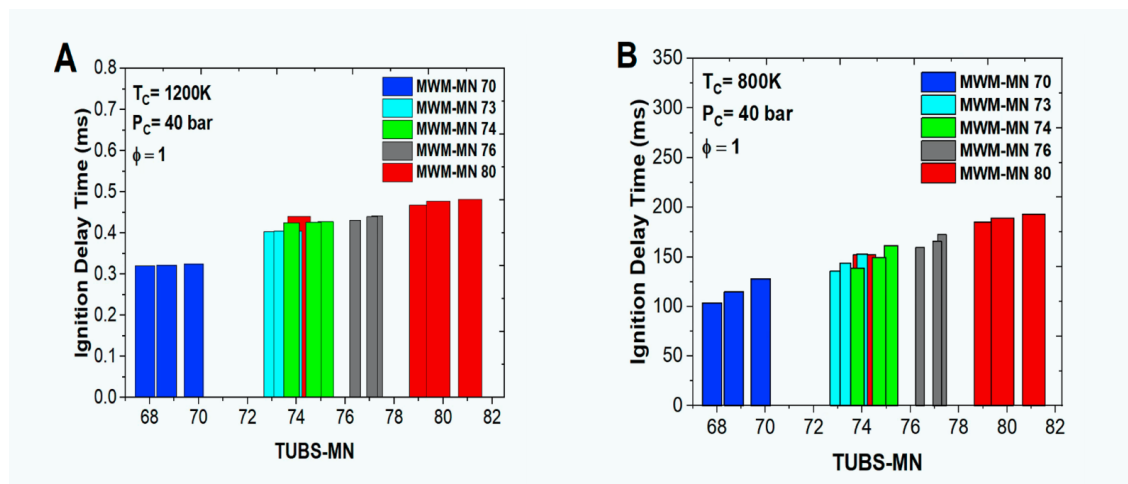 A
Ignition Delay Time (ms)
0.8
0.7
0.6
0.5
0.4
0.3
0.2
0.1
0.0
T_C= 1200K
P_C= 40 bar
ϕ = 1
MWM-MN 70
MWM-MN 73
MWM-MN 74
MWM-MN 76
MWM-MN 80
68 70 72 74 76 78 80 82
TUBS-MN
B
Ignition Delay Time (ms)
350
300
250
200
150
100
50
0
T_C= 800K
P_C= 40 bar
ϕ = 1
MWM-MN 70
MWM-MN 73
MWM-MN 74
MWM-MN 76
MWM-MN 80
68 70 72 74 76 78 80 82
TUBS-MN